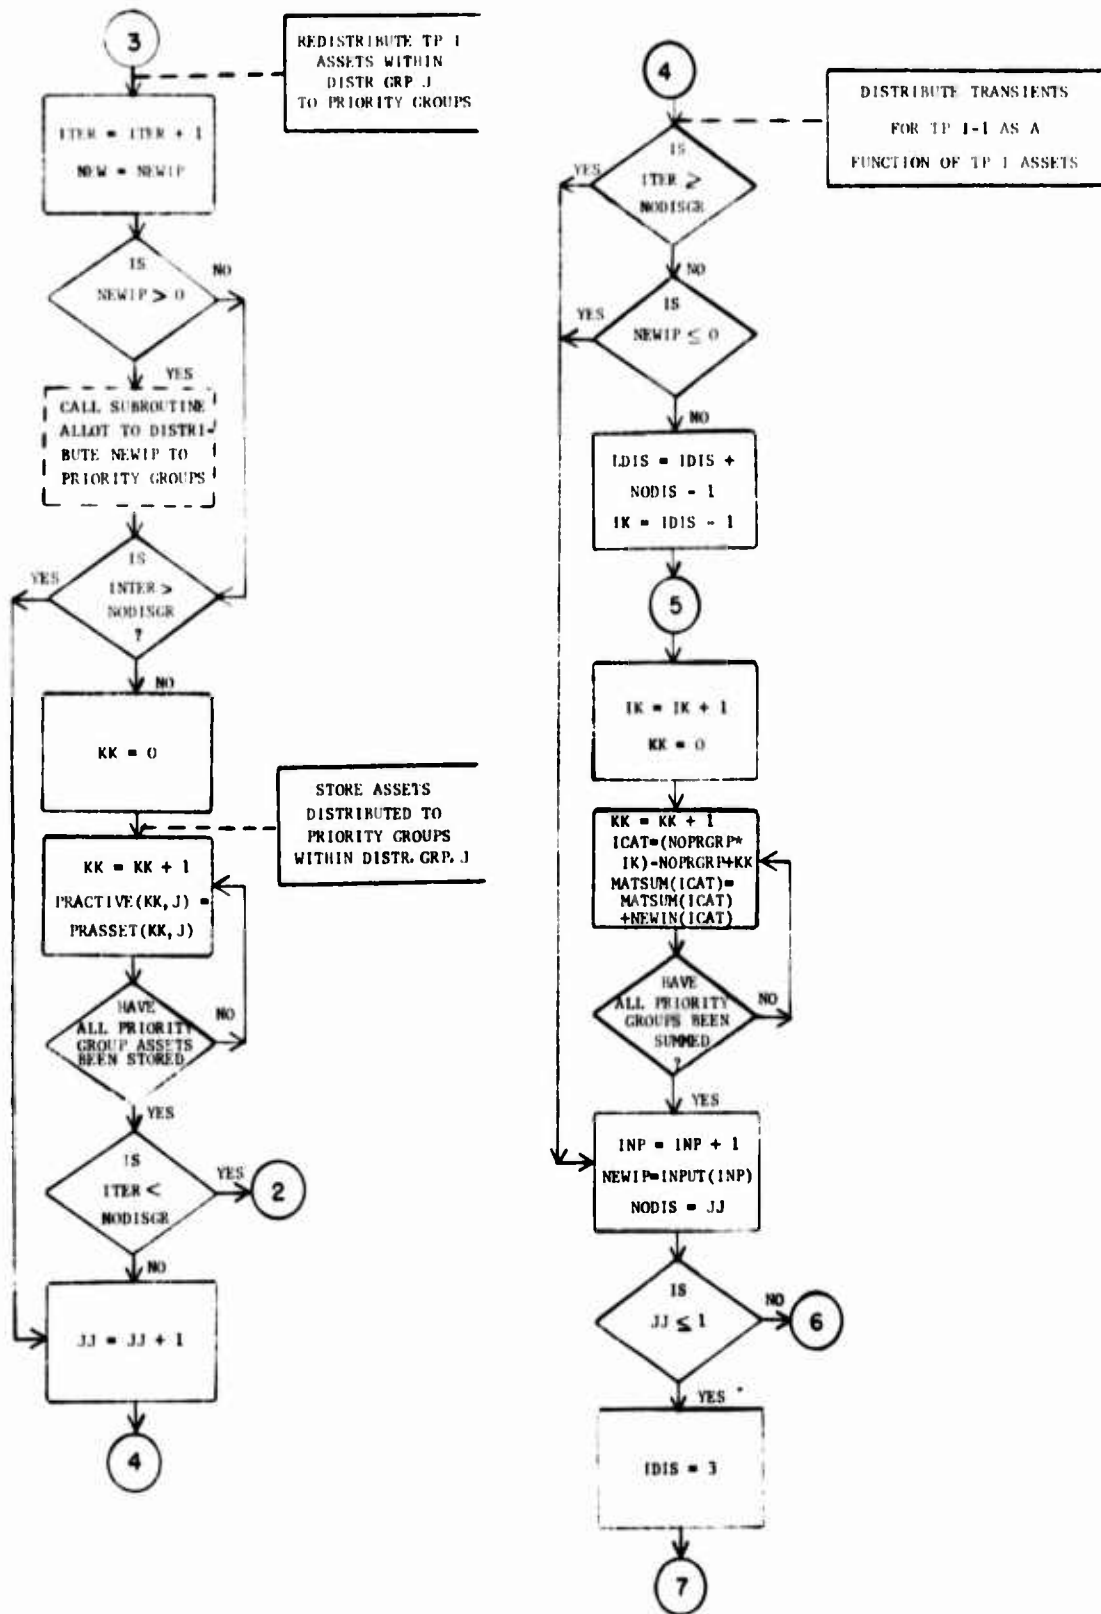 3
REDISTRIBUTE TP I
ASSETS WITHIN
DISTR GRP J
TO PRIORITY GROUPS
ITER = ITER + 1
NEW = NEWIP
IS
NEWIP > 0
NO
YES
CALL SUBROUTINE
ALLOT TO DISTRI-
BUTE NEWIP TO
PRIORITY GROUPS
IS
INTER >
NODISGR
?
YES
NO
KK = 0
STORE ASSETS
DISTRIBUTED TO
PRIORITY GROUPS
WITHIN DISTR. GRP. J
KK = KK + 1
PRACTIVE(KK,J) =
PRASSET(KK,J)
HAVE
ALL PRIORITY
GROUP ASSETS
BEEN STORED
NO
YES
IS
ITER <
NODISGR
YES
2
NO
JJ = JJ + 1
4
4
DISTRIBUTE TRANSIENTS
FOR TP I-1 AS A
FUNCTION OF TP I ASSETS
IS
ITER ≥
NODISGR
YES
NO
IS
NEWIP ≤ 0
YES
NO
LDIS = IDIS +
NODIS - 1
IK = IDIS - 1
5
IK = IK + 1
KK = 0
KK = KK + 1
ICAT=(NOPRGRP*
IK)-NOPRGRP+KK
MATSUM(ICAT)=
MATSUM(ICAT)
+NEWIN(ICAT)
HAVE
ALL PRIORITY
GROUPS BEEN
SUMMED
?
NO
YES
INP = INP + 1
NEWIP=INPUT(INP)
NODIS = JJ
IS
JJ ≤ 1
NO
6
YES
IDIS = 3
7